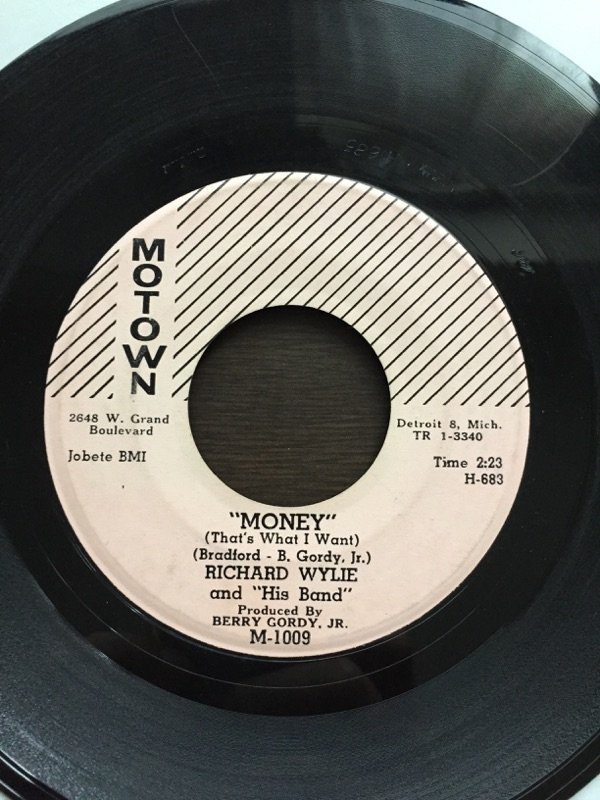 MOTOWN
2648 W. Grand
Boulevard
Jobete BMI
Detroit 8, Mich.
TR 1-3340
Time 2:23
H-683
"MONEY"
(That's What I Want)
(Bradford - B. Gordy, Jr.)
RICHARD WYLIE
and "His Band"
Produced By
BERRY GORDY, JR.
M-1009